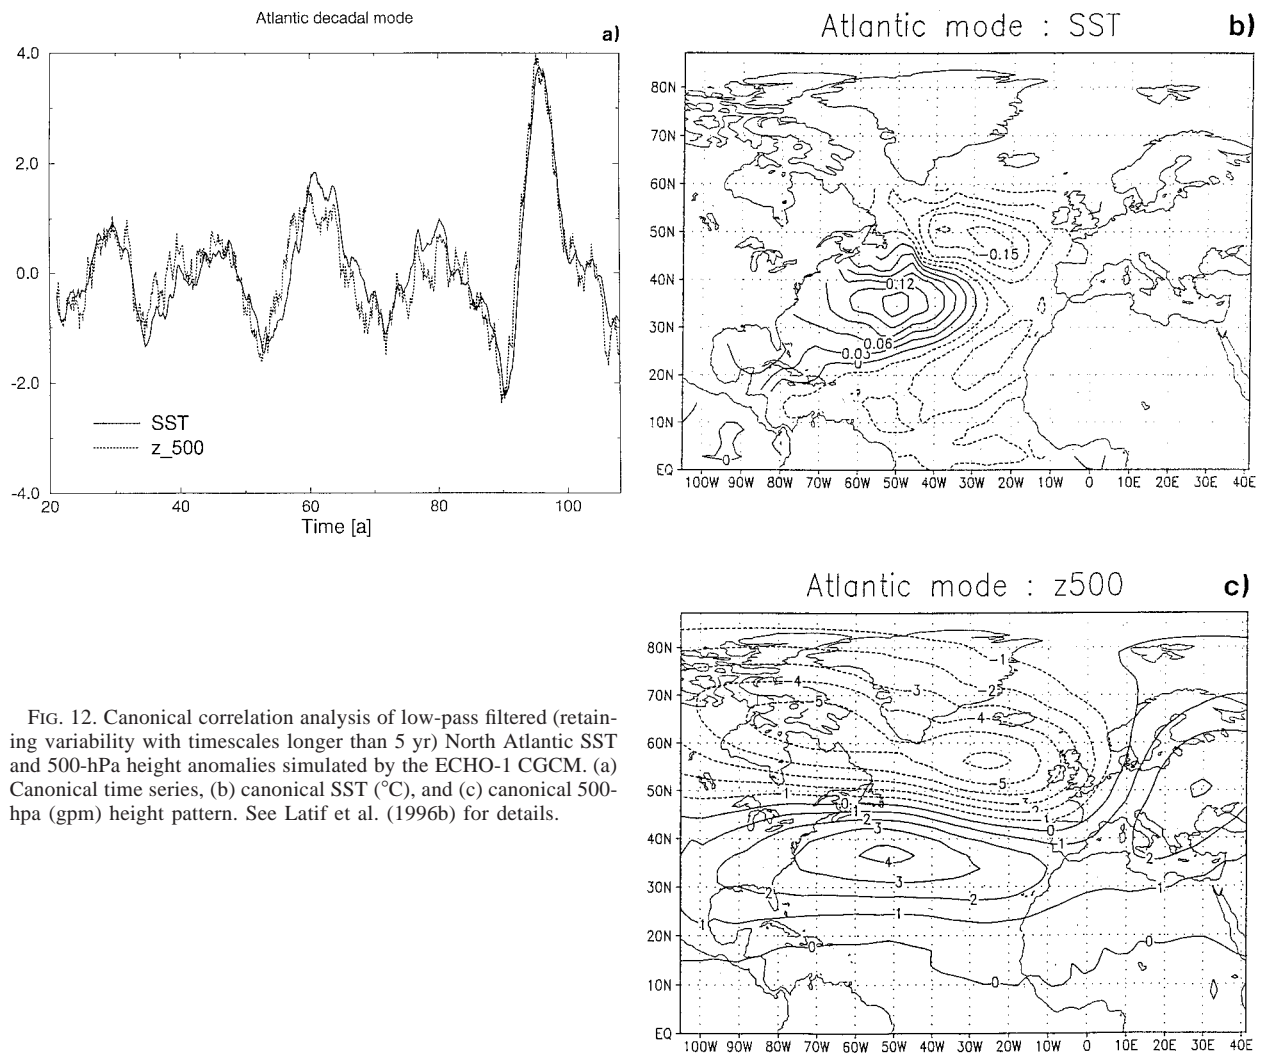 Atlantic decadal mode
a)
4.0
2.0
0.0
-2.0
-4.0
SST
z_500
20 40 60 80 100
Time [a]
Atlantic mode : SST
b)
80N
70N
60N
50N
40N
30N
20N
10N
EQ
-0.15
0.12
0.06
0.03
0
0
100W 90W 80W 70W 60W 50W 40W 30W 20W 10W 0 10E 20E 30E 40E
Atlantic mode : z500
c)
80N
70N
60N
50N
40N
30N
20N
10N
EQ
-1
-4 -3 -2
-5 -4
-5
0
1 2
3
4
3
2 2
1 1 1
0 0
0
100W 90W 80W 70W 60W 50W 40W 30W 20W 10W 0 10E 20E 30E 40E
FIG. 12. Canonical correlation analysis of low-pass filtered (retain-
ing variability with timescales longer than 5 yr) North Atlantic SST
and 500-hPa height anomalies simulated by the ECHO-1 CGCM. (a)
Canonical time series, (b) canonical SST (°C), and (c) canonical 500-
hpa (gpm) height pattern. See Latif et al. (1996b) for details.